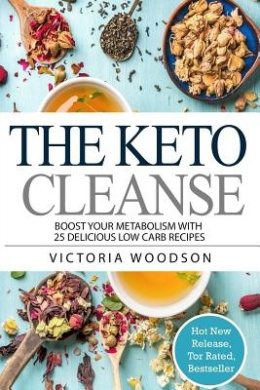 THE KETO
CLEANSE
BOOST YOUR METABOLISM WITH
25 DELICIOUS LOW CARB RECIPES
VICTORIA WOODSON
Hot New
Release,
Tor Rated,
Bestseller